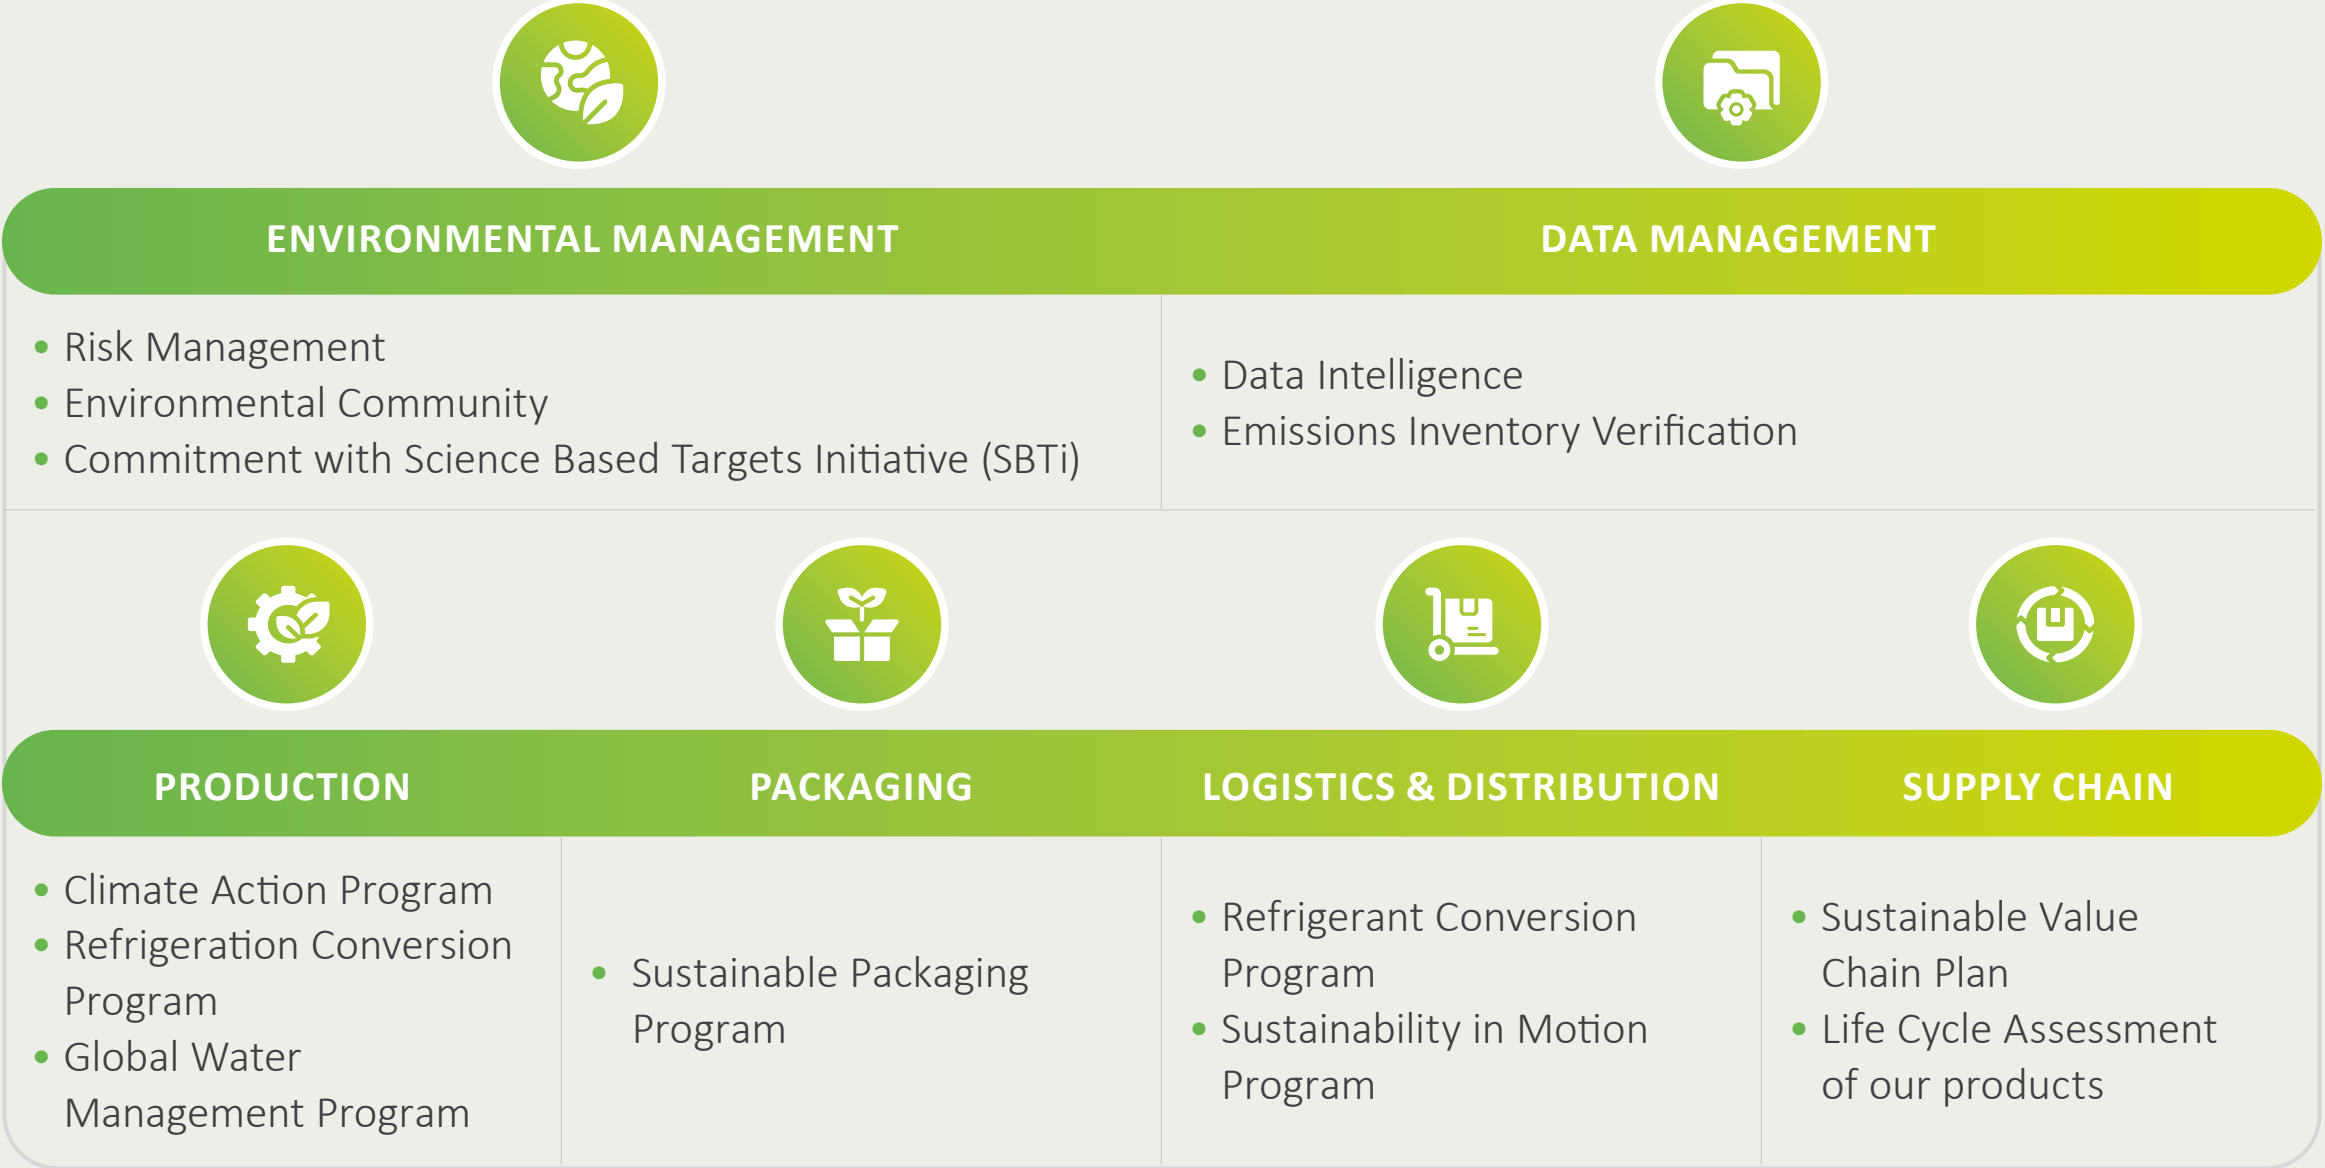 ENVIRONMENTAL MANAGEMENT
DATA MANAGEMENT
• Risk Management
• Environmental Community
• Commitment with Science Based Targets Initiative (SBTi)
• Data Intelligence
• Emissions Inventory Verification
PRODUCTION
PACKAGING
LOGISTICS & DISTRIBUTION
SUPPLY CHAIN
• Climate Action Program
• Refrigeration Conversion
Program
• Global Water
Management Program
• Sustainable Packaging
Program
• Refrigerant Conversion
Program
• Sustainability in Motion
Program
• Sustainable Value
Chain Plan
• Life Cycle Assessment
of our products